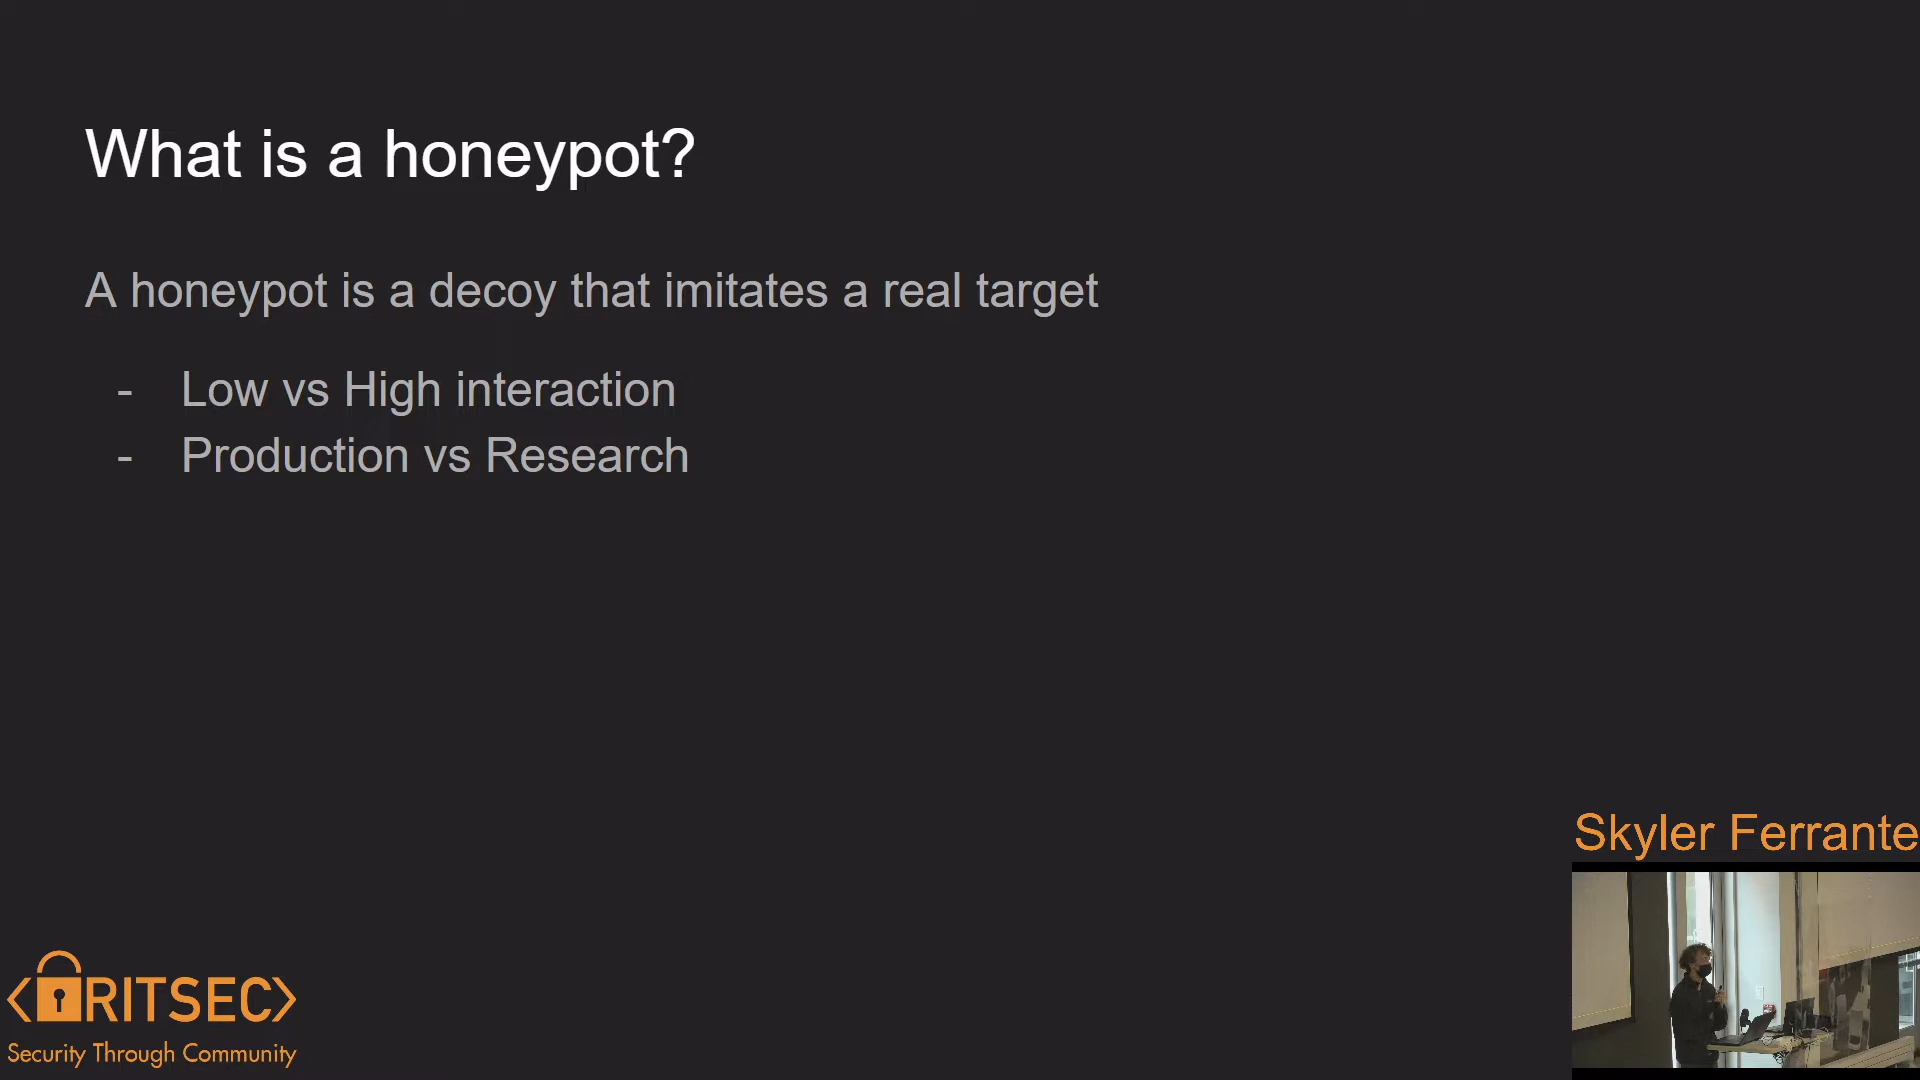 What is a honeypot?
A honeypot is a decoy that imitates a real target
- Low vs High interaction
- Production vs Research
Skyler Ferrante
<RITSEC>
Security Through Community